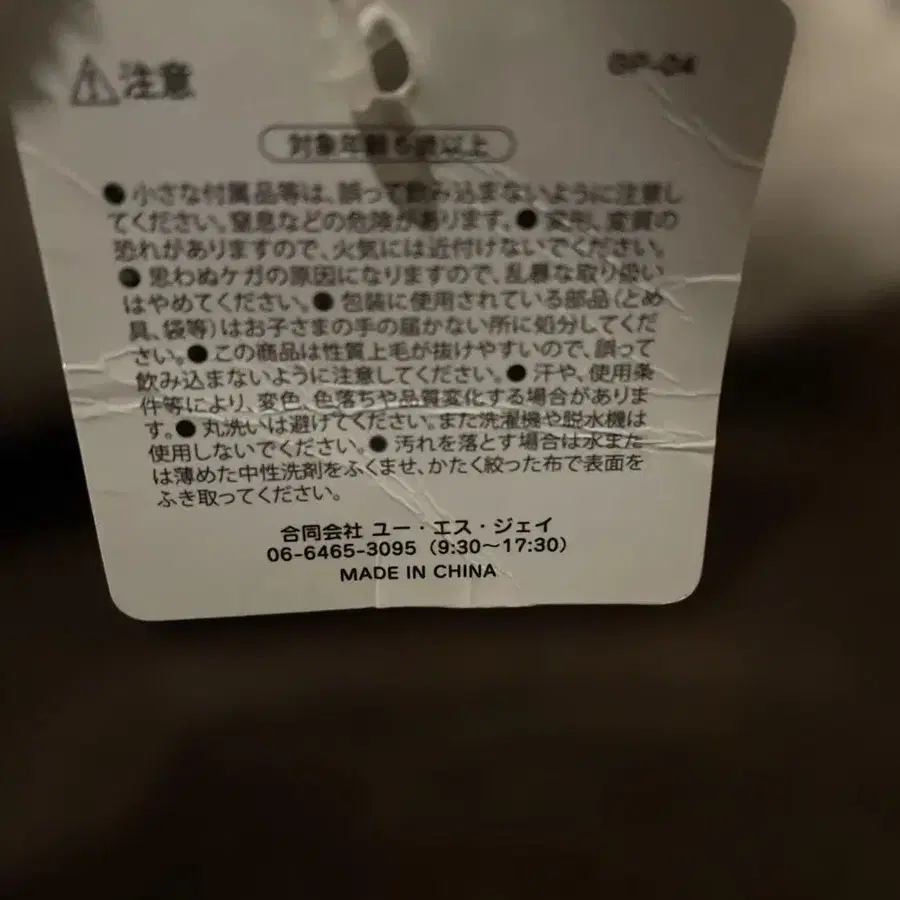 ⚠注意
GP-04
対象年齢6歳以上
●小さな付属品等は、誤って飲み込まないように注意し
てください。窒息などの危険があります。●変形、変質の
恐れがありますので、火気には近付けないでください。
●思わぬケガの原因になりますので、乱暴な取り扱い
はやめてください。●包装に使用されている部品(とめ
具、袋等)はお子さまの手の届かない所に処分してくだ
さい。●この商品は性質上毛が抜けやすいので、誤って
飲み込まないように注意してください。●汗や、使用条
件等により、変色、色落ちや品質変化する場合がありま
す。●丸洗いは避けてください。また洗濯機や脱水機は
使用しないでください。●汚れを落とす場合は水また
は薄めた中性洗剤をふくませ、かたく絞った布で表面を
ふき取ってください。
合同会社 ユー・エス・ジェイ
06-6465-3095(9:30〜17:30)
MADE IN CHINA